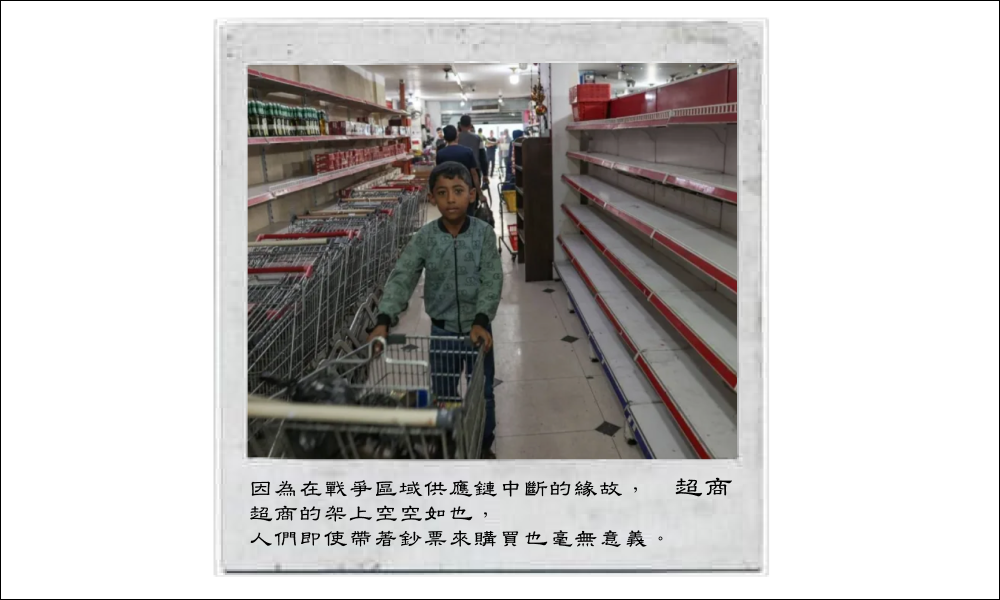 因為在戰爭區域供應鏈中斷的緣故， 超商
超商的架上空空如也，
人們即使帶著鈔票來購買也毫無意義。